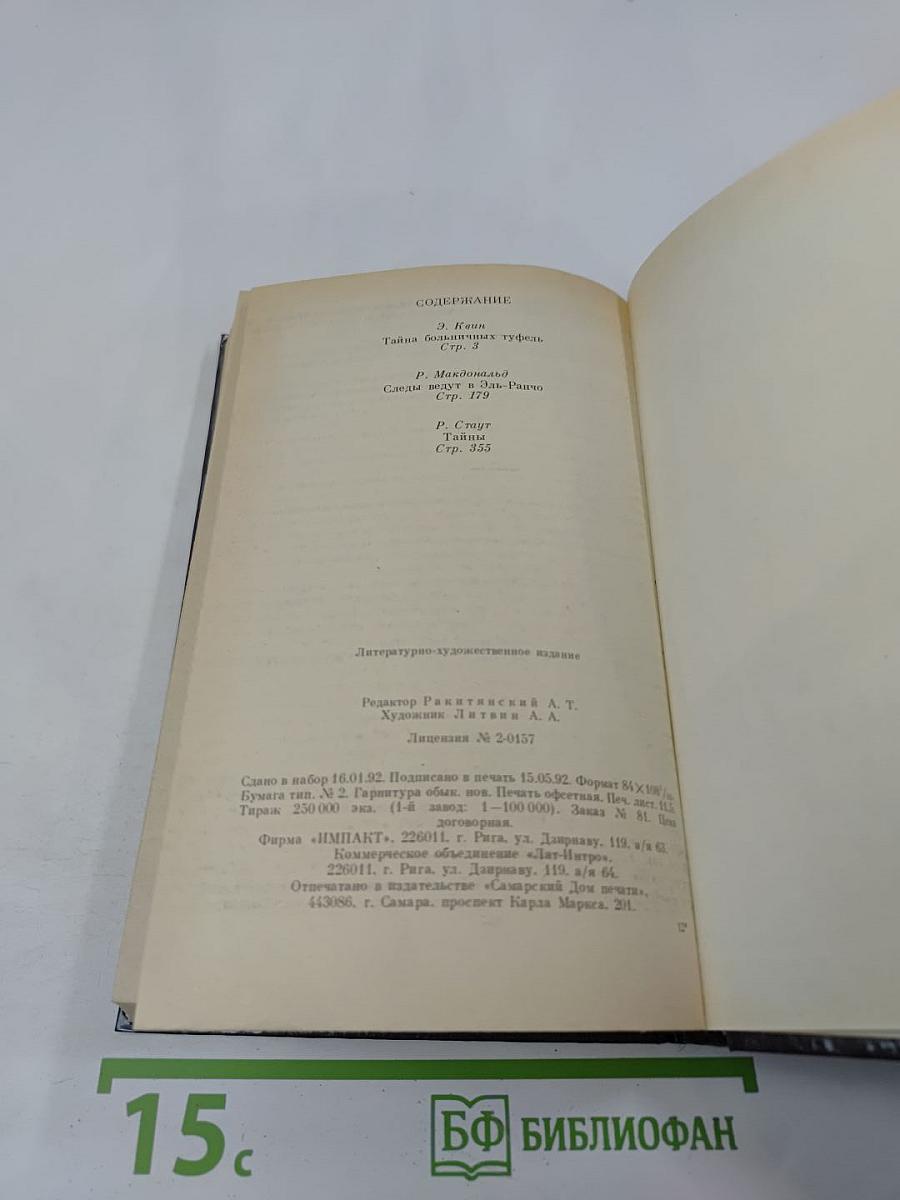 СОДЕРЖАНИЕ
Э. Квин
Тайна больничных туфель
Стр. 3
Р. Макдональд
Следы ведут в Эль-Ранчо
Стр. 179
Р. Стаут
Тайны
Стр. 355
Литературно-художественное издание
Редактор Ракитянский А. Т.
Художник Литвин А. А.
Лицензия № 2-0157
Сдано в набор 16.01.92. Подписано в печать 15.05.92. Формат 84×108¹/
Бумага тип. № 2. Гарнитура обык. нов. Печать офсетная. Печ. лист.
Тираж 250 000 экз. (1-й завод: 1—100 000). Заказ № 81. Цена
договорная.
Фирма «ИМПАКТ», 226011, г. Рига, ул. Дзирнаву, 119, а/я 63.
Коммерческое объединение «Лат-Интро»,
226011, г. Рига, ул. Дзирнаву, 119, а/я 64.
Отпечатано в издательстве «Самарский Дом печати»,
443086, г. Самара, проспект Карла Маркса, 201.
12*
15 с
БФ БИБЛИОФАН